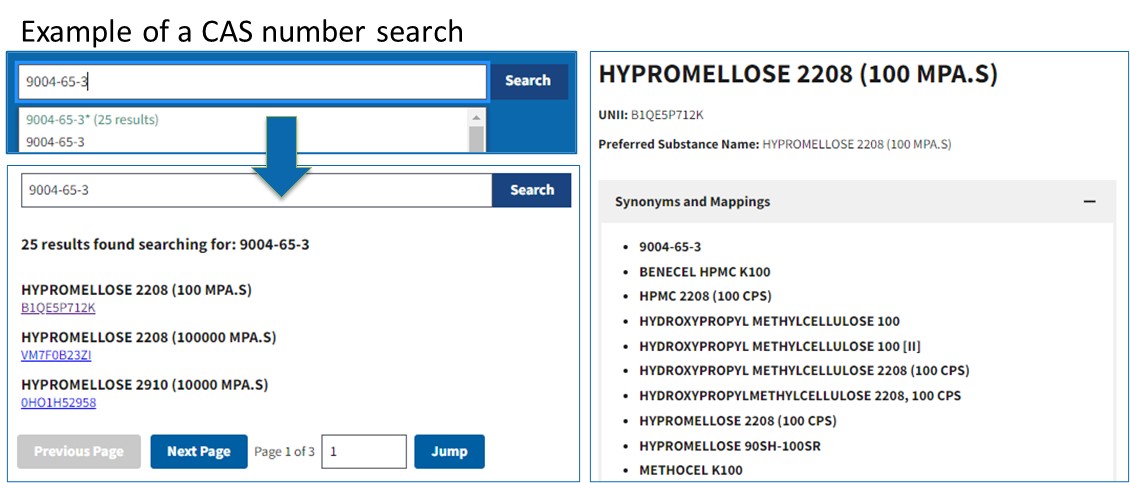 Example of a CAS number search
9004-65-3
Search
9004-65-3* (25 results)
9004-65-3
9004-65-3
Search
25 results found searching for: 9004-65-3
HYPROMELLOSE 2208 (100 MPA.S)
B1QE5P712K
HYPROMELLOSE 2208 (100000 MPA.S)
VM7F0B23ZI
HYPROMELLOSE 2910 (10000 MPA.S)
0HO1H52958
Previous Page
Next Page
Page 1 of 3
1
Jump
HYPROMELLOSE 2208 (100 MPA.S)
UNII: B1QE5P712K
Preferred Substance Name: HYPROMELLOSE 2208 (100 MPA.S)
Synonyms and Mappings
• 9004-65-3
• BENECEL HPMC K100
• HPMC 2208 (100 CPS)
• HYDROXYPROPYL METHYLCELLULOSE 100
• HYDROXYPROPYL METHYLCELLULOSE 100 [II]
• HYDROXYPROPYL METHYLCELLULOSE 2208 (100 CPS)
• HYDROXYPROPYLMETHYLCELLULOSE 2208, 100 CPS
• HYPROMELLOSE 2208 (100 CPS)
• HYPROMELLOSE 90SH-100SR
• METHOCEL K100